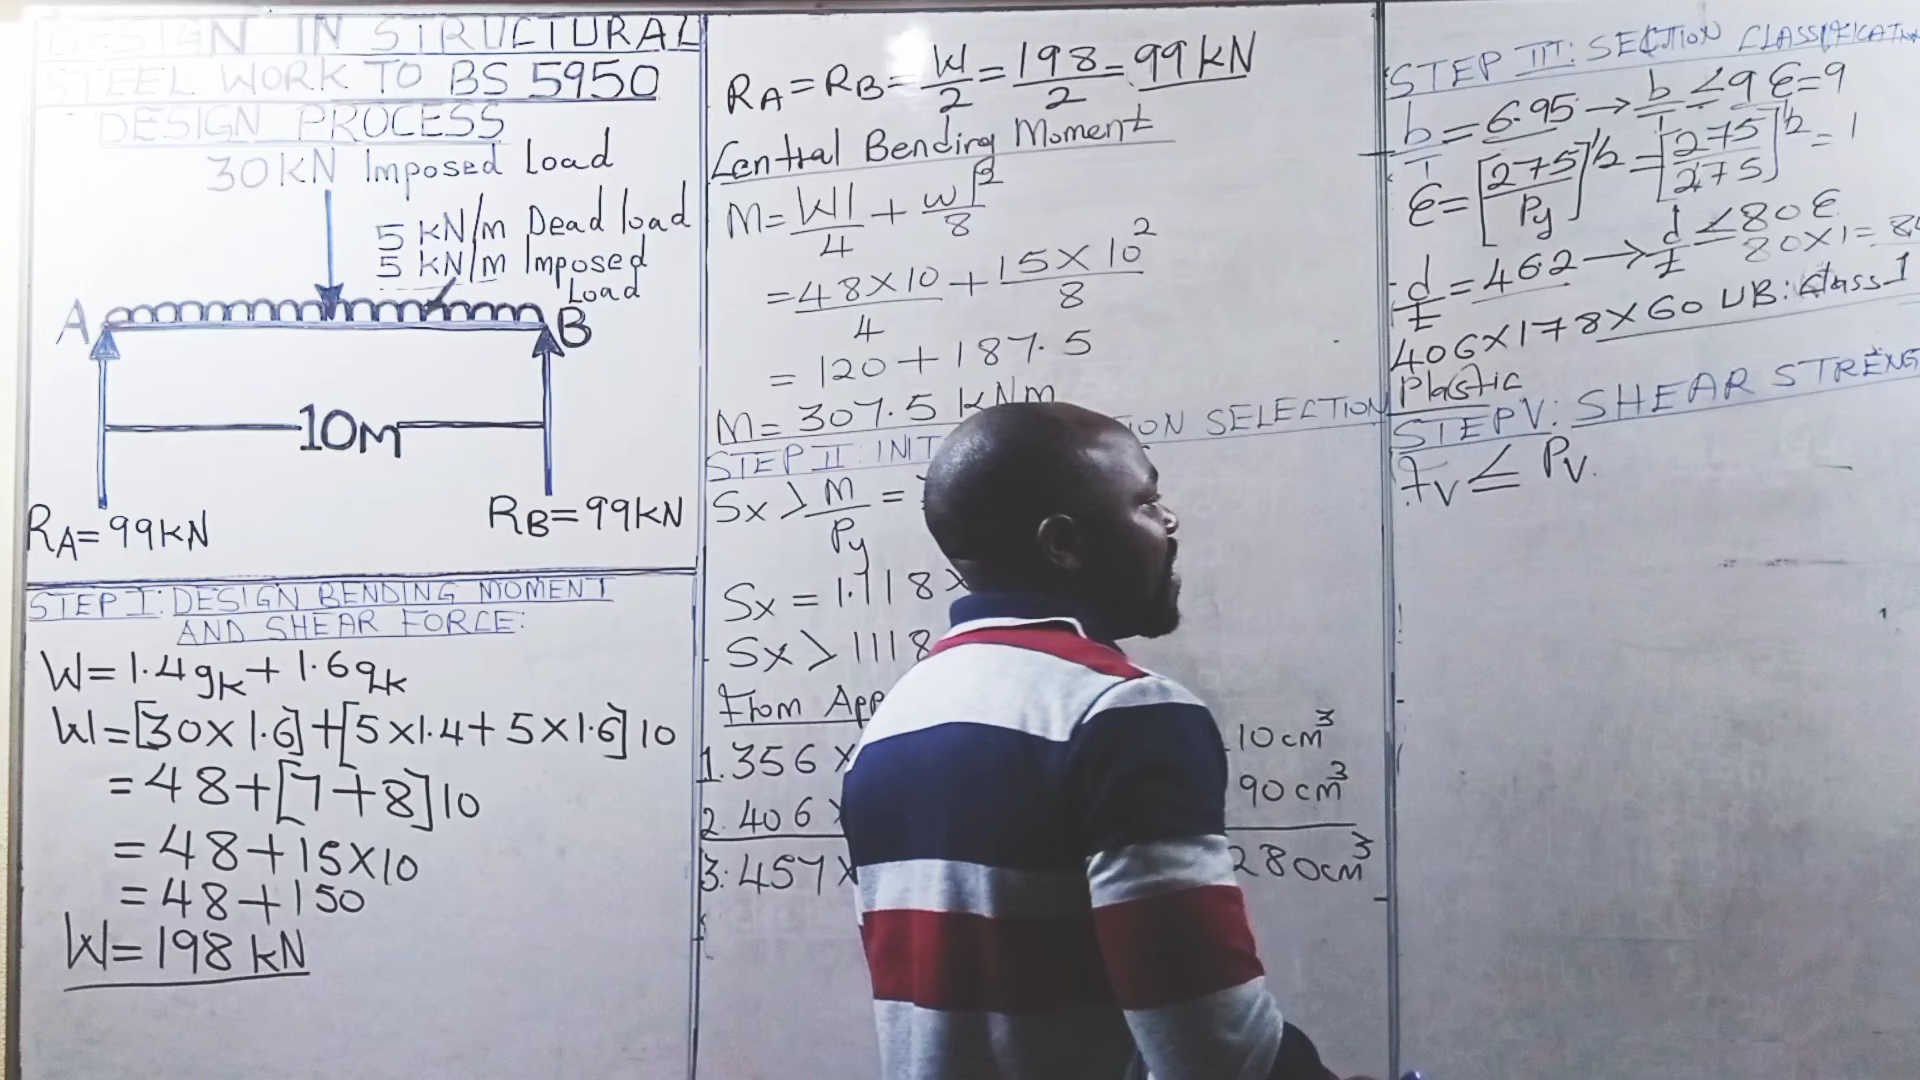 DESIGN IN STRUCTURAL
STEEL WORK TO BS 5950
DESIGN PROCESS
30KN Imposed Load
5 KN/m Dead load
5 KN/m Imposed
Load
A
B
10M
RA=99KN
RB=99KN
STEP I: DESIGN BENDING MOMENT
AND SHEAR FORCE:
W=1.4gk+1.6qk
W=[30×1.6]+[5×1.4+5×1.6]10
=48+[7+8]10
=48+15×10
=48+150
W=198 kN
RA=RB=W/2=198/2=99kN
Central Bending Moment
M=Wl/4+wl²/8
=48×10/4+15×10²/8
=120+187.5
M=307.5 kNm
STEP II: INT ION SELECTION
Sx>M/Py=
Sx=1.118×
Sx>1118
From App
1.356× 10cm³
2.406× 90cm³
3.457× 280cm³
STEP III: SECTION CLASSIFICATION
b/T=6.95→b/T≤9ε=9
ε=[275/Py]½=[275/275]½=1
d/t=46.2→d/t≤80ε
80×1=80
406×178×60 UB: Class 1
Plastic
STEP V: SHEAR STRENG
Fv≤Pv.